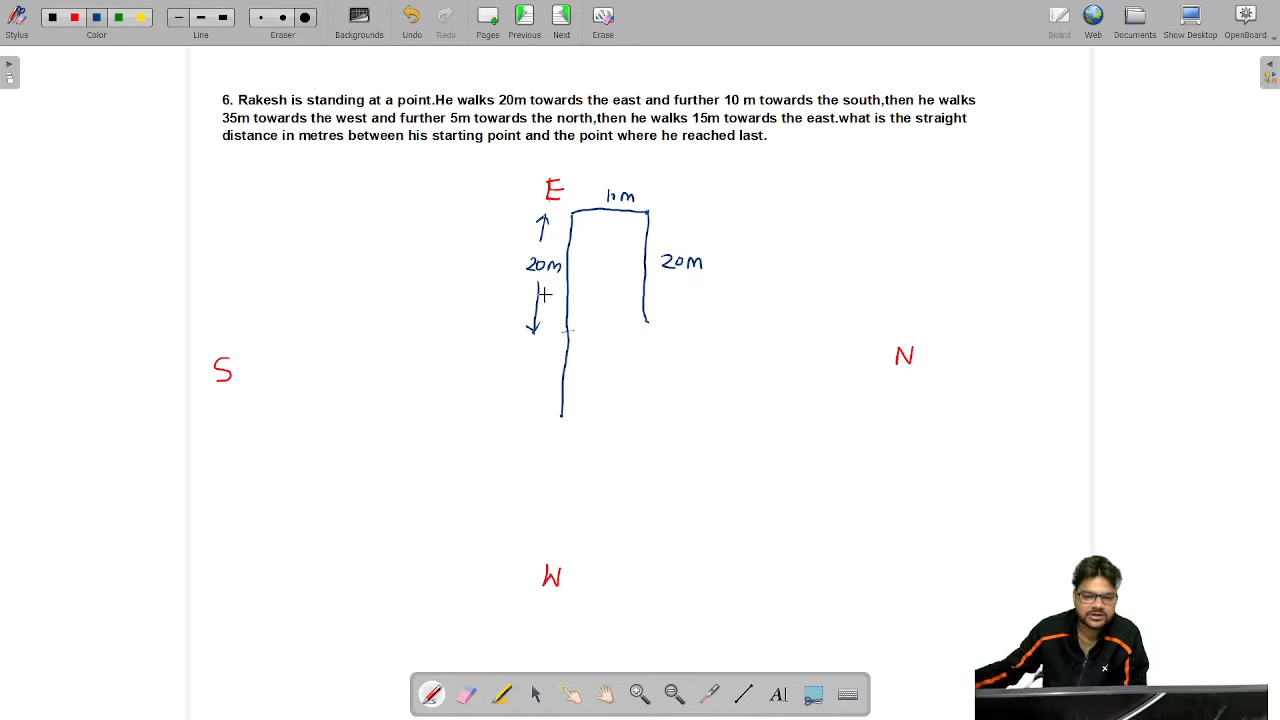 Stylus
Color
Line
Eraser
Backgrounds
Undo
Redo
Pages
Previous
Next
Erase
Board
Web
Documents
Show Desktop
OpenBoard
6. Rakesh is standing at a point.He walks 20m towards the east and further 10 m towards the south,then he walks
35m towards the west and further 5m towards the north,then he walks 15m towards the east.what is the straight
distance in metres between his starting point and the point where he reached last.
E
20m
20m
S
N
W
AI